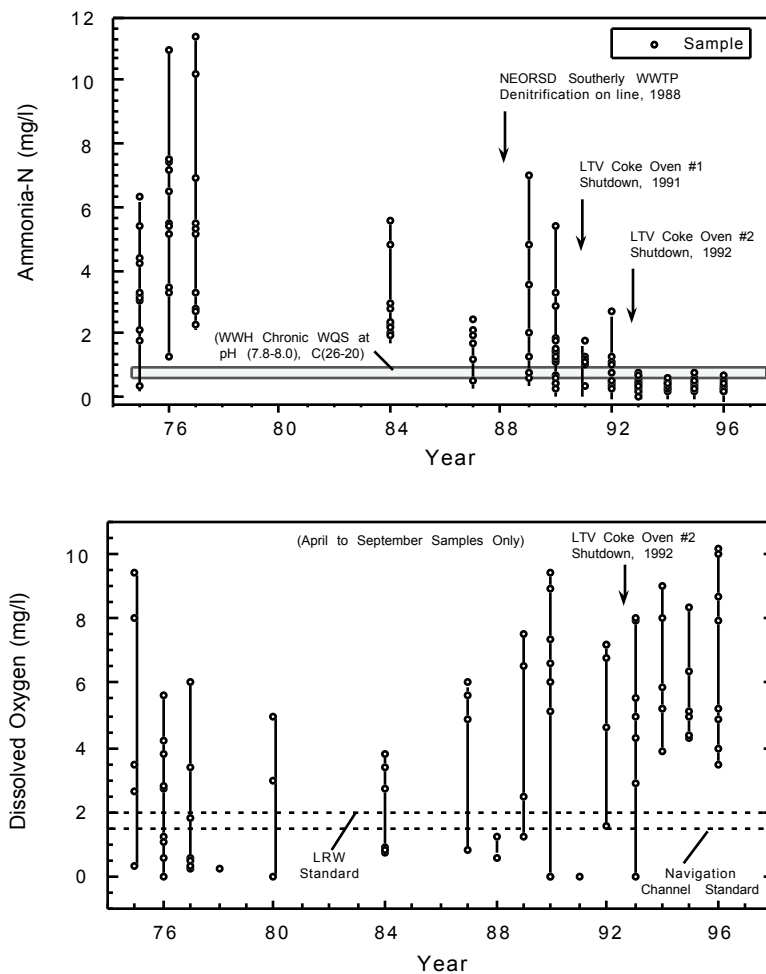 12
10
8
6
4
2
0
Ammonia-N (mg/l)
Sample
NEORSD Southerly WWTP
Denitrification on line, 1988
LTV Coke Oven #1
Shutdown, 1991
LTV Coke Oven #2
Shutdown, 1992
(WWH Chronic WQS at
pH (7.8-8.0), C(26-20)
76 80 84 88 92 96
Year
10
8
6
4
2
0
Dissolved Oxygen (mg/l)
(April to September Samples Only)
LTV Coke Oven #2
Shutdown, 1992
LRW
Standard
Navigation
Channel Standard
76 80 84 88 92 96
Year